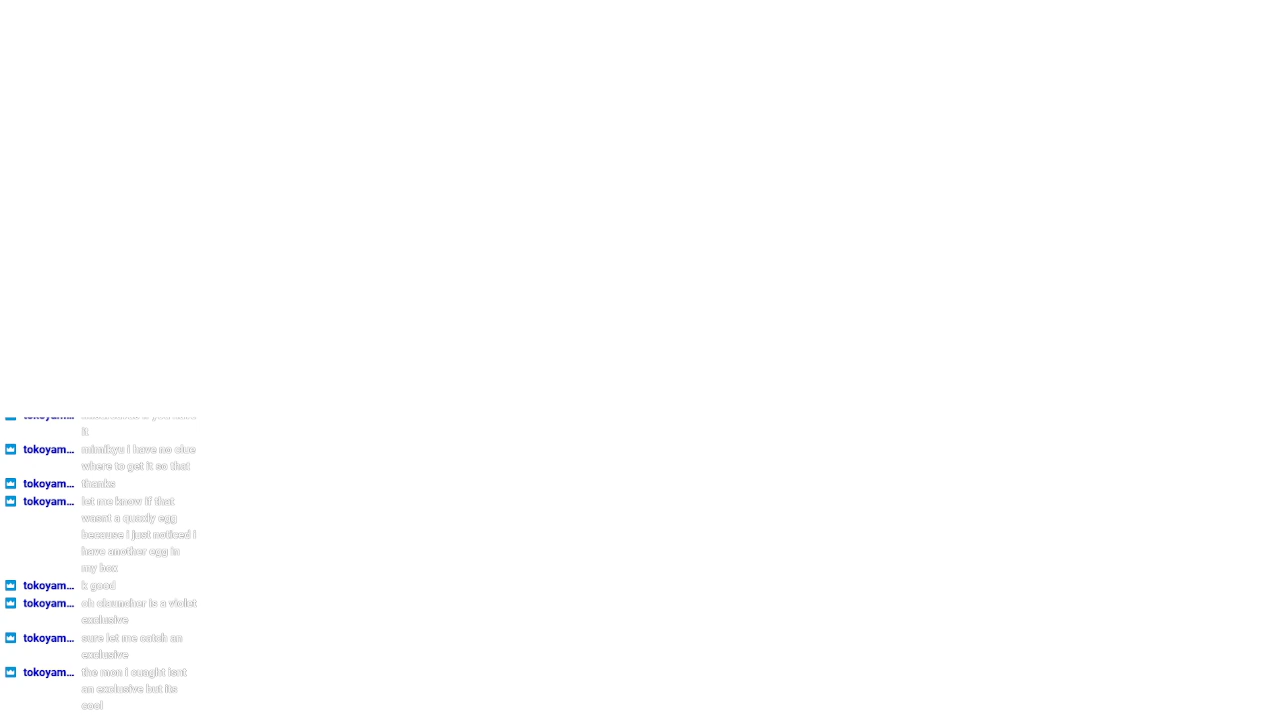 tokoyam...
it
tokoyam... mimikyu i have no clue
where to get it so that
tokoyam... thanks
tokoyam... let me know if that
wasnt a quaxly egg
because i just noticed i
have another egg in
my box
tokoyam... k good
tokoyam... oh clauncher is a violet
exclusive
tokoyam... sure let me catch an
exclusive
tokoyam... the mon i cuaght isnt
an exclusive but its
cool